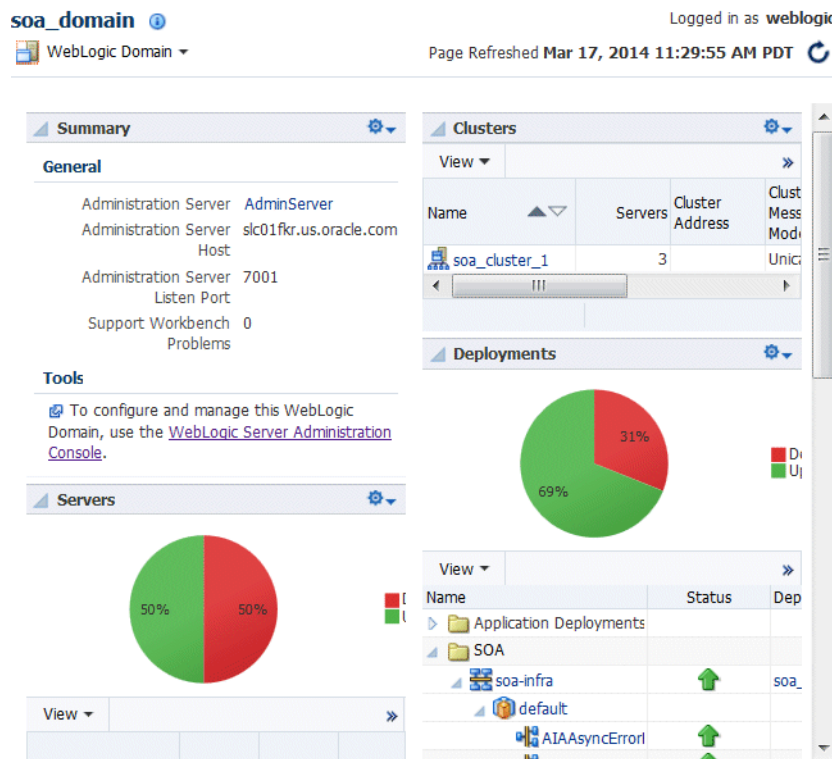 soa_domain
Logged in as weblogic
WebLogic Domain
Page Refreshed Mar 17, 2014 11:29:55 AM PDT
Summary
General
Administration Server AdminServer
Administration Server slc01fkr.us.oracle.com
Host
Administration Server 7001
Listen Port
Support Workbench 0
Problems
Tools
To configure and manage this WebLogic
Domain, use the WebLogic Server Administration
Console.
Servers
50% 50%
View
Clusters
View
Name Servers Cluster
Address
soa_cluster_1 3
Deployments
31%
69%
View
Name Status
Application Deployments
SOA
soa-infra soa_
default